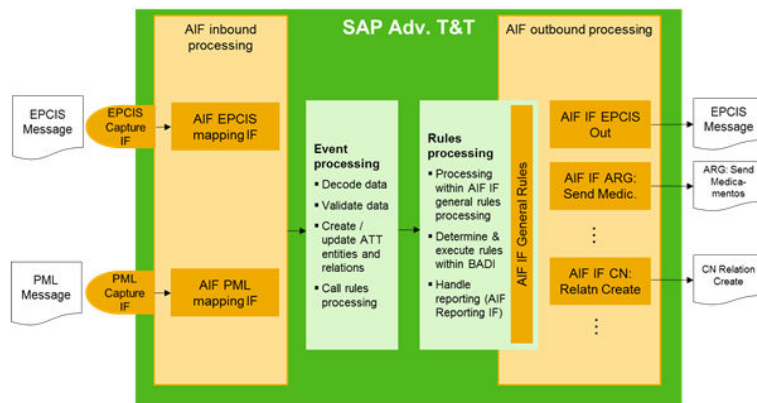 SAP Adv. T&T
AIF inbound
processing
AIF outbound processing
EPCIS
Message
EPCIS
Capture
IF
AIF EPCIS
mapping IF
PML
Message
PML
Capture
IF
AIF PML
mapping IF
Event processing
▪ Decode data
▪ Validate data
▪ Create /
update ATT
entities and
relations
▪ Call rules
processing
Rules
processing
▪ Processing
within AIF IF
general rules
processing
▪ Determine &
execute rules
within BADI
▪ Handle
reporting (AIF
Reporting IF)
AIF IF General Rules
AIF IF EPCIS
Out
AIF IF ARG:
Send Medic.
⋮
AIF IF CN:
Relatn Create
⋮
EPCIS
Message
ARG: Send
Medica-
mentos
CN Relation
Create